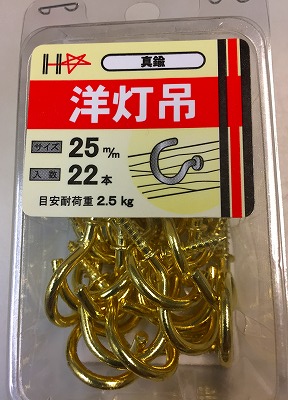 真鍮
洋灯吊
サイズ 25m/m
入数 22本
目安耐荷重 2.5kg